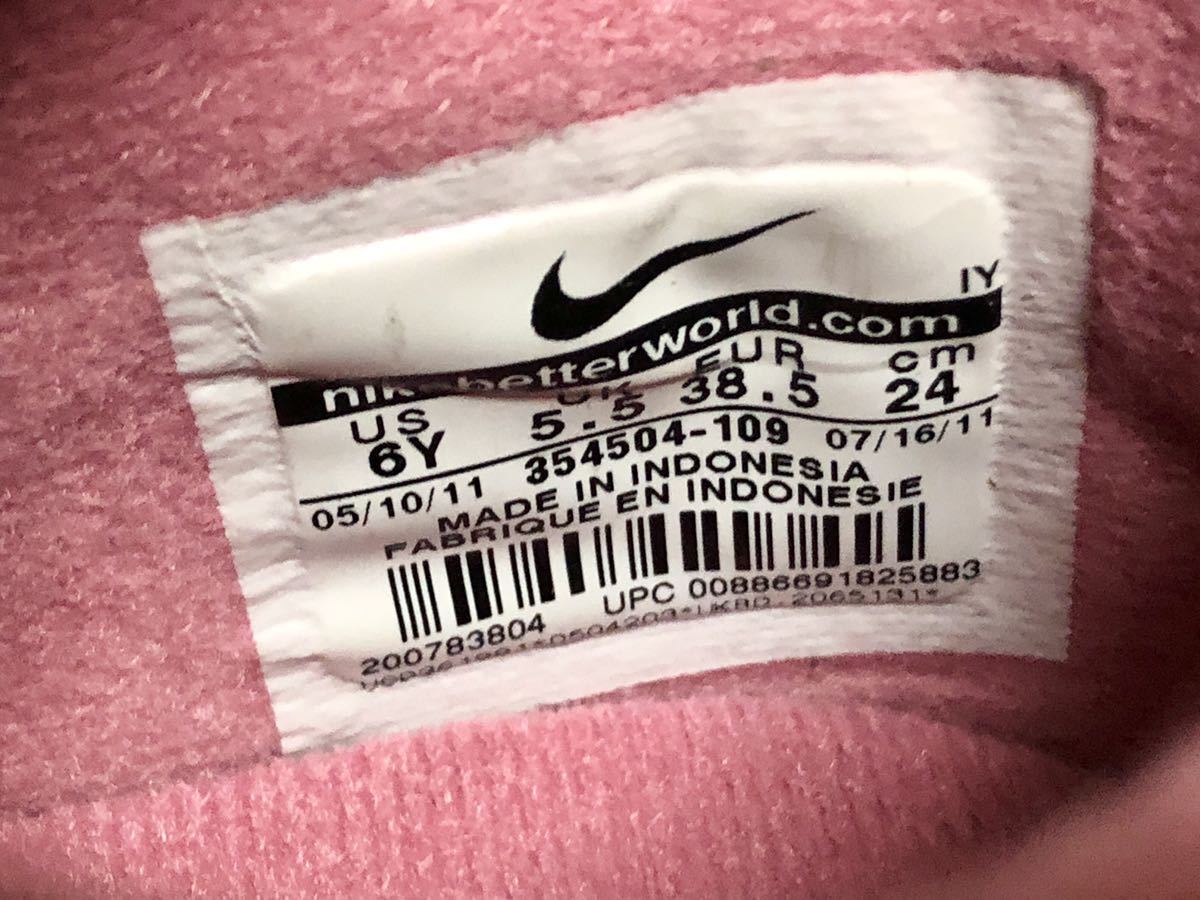 IY
nikebetterworld.com
US UK EUR cm
6Y 5.5 38.5 24
05/10/11 354504-109 07/16/11
MADE IN INDONESIA
FABRIQUE EN INDONESIE
200783804 UPC 00886691825883